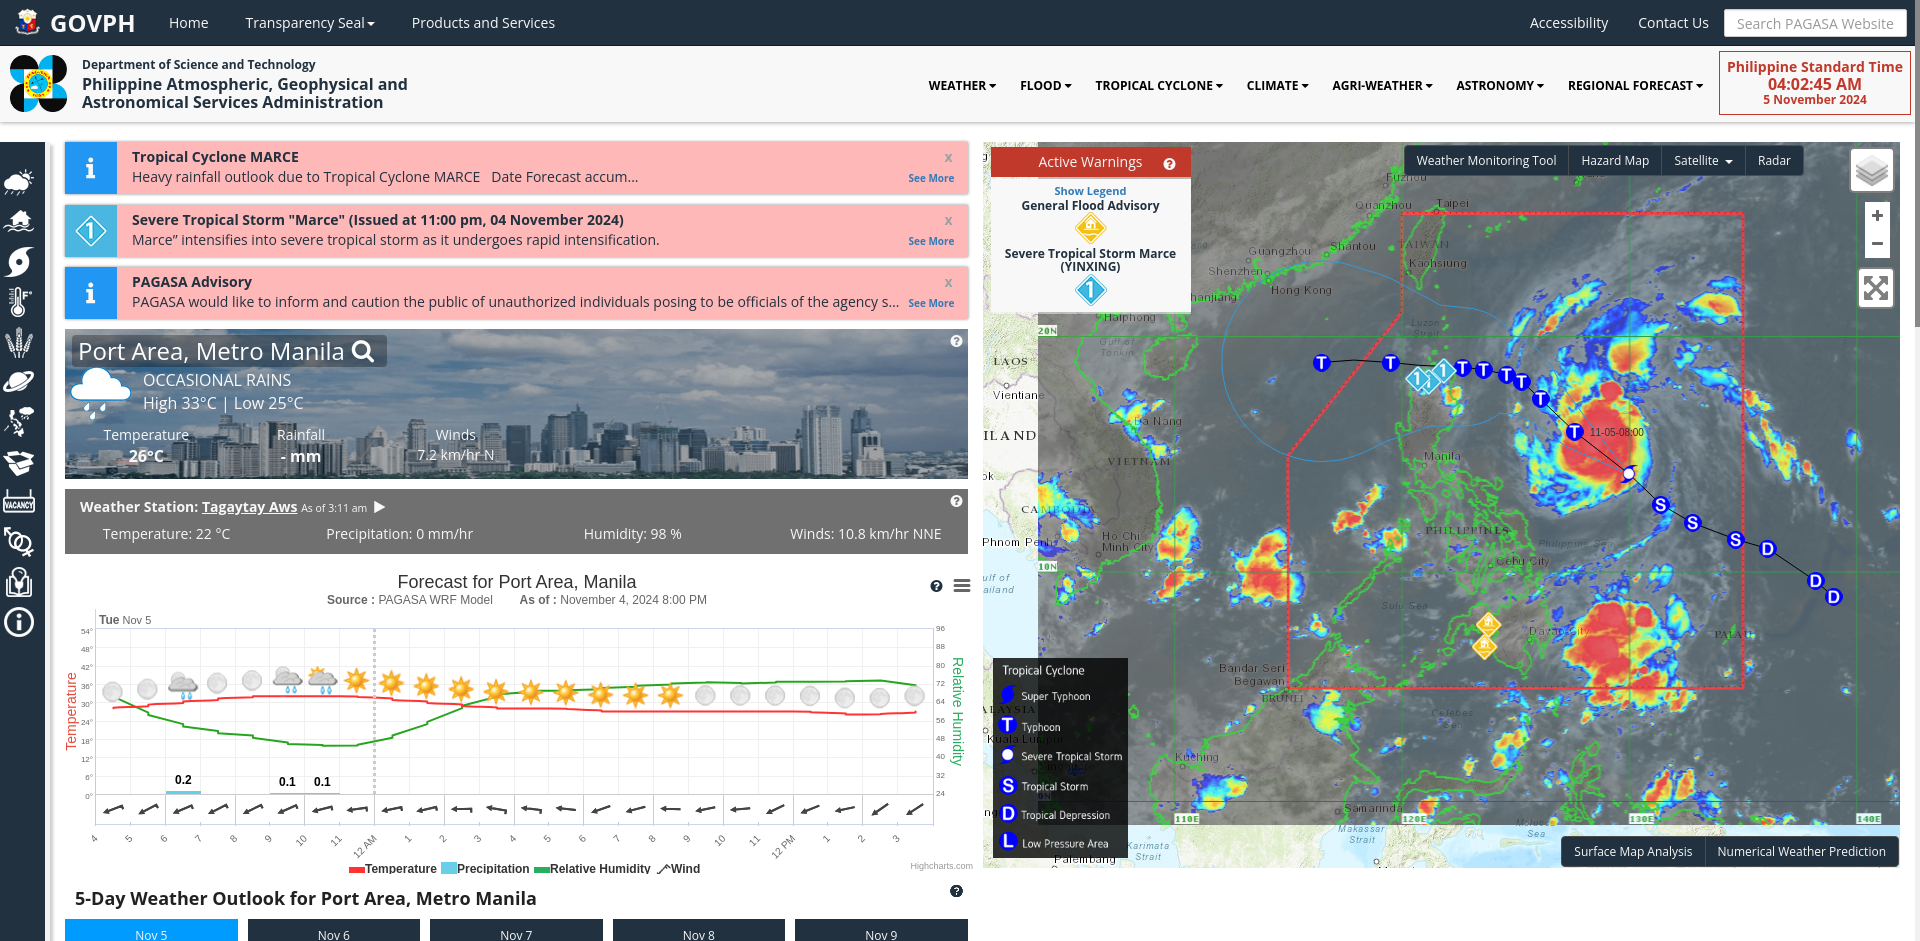 GOVPH
Home
Transparency Seal
Products and Services
Accessibility
Contact Us
Search PAGASA Website
Department of Science and Technology
Philippine Atmospheric, Geophysical and
Astronomical Services Administration
WEATHER
FLOOD
TROPICAL CYCLONE
CLIMATE
AGRI-WEATHER
ASTRONOMY
REGIONAL FORECAST
Philippine Standard Time
04:02:45 AM
5 November 2024
Tropical Cyclone MARCE
x
Heavy rainfall outlook due to Tropical Cyclone MARCE Date Forecast accum...
See More
1
Severe Tropical Storm "Marce" (Issued at 11:00 pm, 04 November 2024)
x
Marce” intensifies into severe tropical storm as it undergoes rapid intensification.
See More
PAGASA Advisory
x
PAGASA would like to inform and caution the public of unauthorized individuals posing to be officials of the agency s...
See More
Port Area, Metro Manila
?
OCCASIONAL RAINS
High 33°C | Low 25°C
Temperature
Rainfall
Winds
26°C
- mm
7.2 km/hr N
Weather Station: Tagaytay Aws As of 3:11 am
?
Temperature: 22 °C
Precipitation: 0 mm/hr
Humidity: 98 %
Winds: 10.8 km/hr NNE
VACANCY
Forecast for Port Area, Manila
?
Source : PAGASA WRF Model
As of : November 4, 2024 8:00 PM
Tue Nov 5
54°
48°
42°
36°
30°
24°
18°
12°
6°
0°
Temperature
96
88
80
72
64
56
48
40
32
24
Relative Humidity
0.2
0.1
0.1
4
5
6
7
8
9
10
11
12 AM
1
2
3
4
5
6
7
8
9
10
11
12 PM
1
2
3
Temperature
Precipitation
Relative Humidity
Wind
Highcharts.com
5-Day Weather Outlook for Port Area, Metro Manila
?
Nov 5
Nov 6
Nov 7
Nov 8
Nov 9
Active Warnings
?
Show Legend
General Flood Advisory
Severe Tropical Storm Marce
(YINXING)
1
Weather Monitoring Tool
Hazard Map
Satellite
Radar
+
−
Fuzhou
Quanzhou
Taipei
TAIWAN
Kaohsiung
Guangzhou
Shantou
Shenzhen
Hong Kong
Zhanjiang
Haiphong
20N
Gulf of
Tonkin
Luzon
Strait
LAOS
Vientiane
Da Nang
VIETNAM
CAMBODIA
Phnom Penh
Ho Chi
Minh City
10N
Manila
PHILIPPINES
Philippine Sea
Cebu City
Sulu Sea
Davao City
PALAU
Bandar Seri
Begawan
BRUNEI
Celebes
Kuching
Samarinda
110E
120E
130E
140E
Makassar
Strait
Karimata
Strait
Molucca
Sea
Palembang
Kuala Lumpur
T
T
T
T
T
T
T
T
11-05-08:00
S
S
S
D
D
D
1
1
1
Tropical Cyclone
Super Typhoon
T Typhoon
Severe Tropical Storm
S Tropical Storm
D Tropical Depression
L Low Pressure Area
Surface Map Analysis
Numerical Weather Prediction